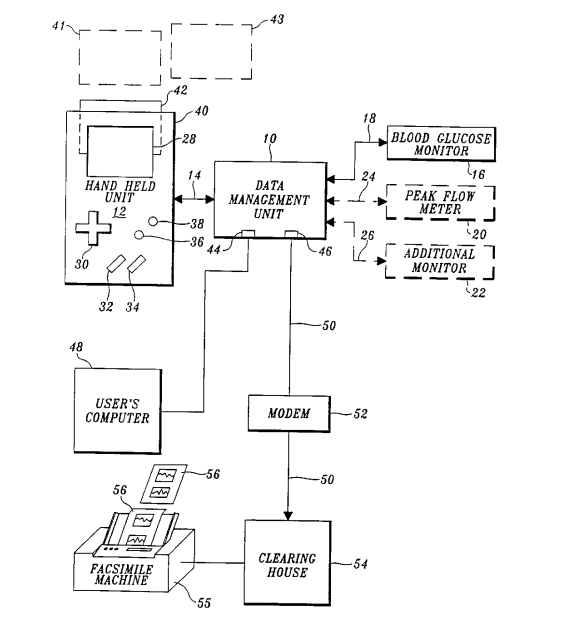 41
43
42
40
28
HAND HELD
UNIT
12
14
38
36
30
32
34
10
DATA
MANAGEMENT
UNIT
44
46
18
BLOOD GLUCOSE
MONITOR
16
24
PEAK FLOW
METER
20
26
ADDITIONAL
MONITOR
22
48
USER'S
COMPUTER
50
MODEM
52
50
56
56
FACSIMILE
MACHINE
55
CLEARING
HOUSE
54